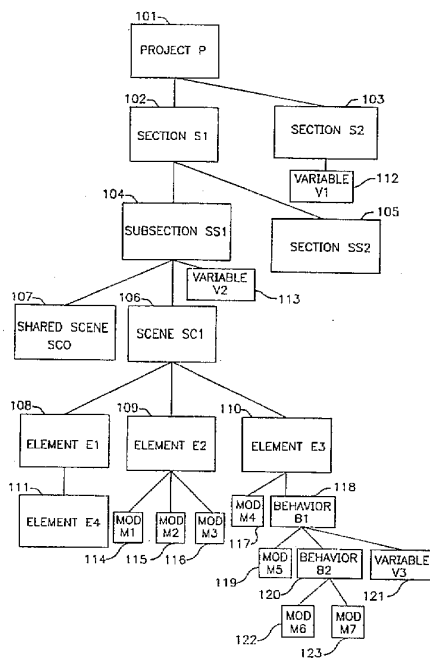 101
PROJECT P
102
103
SECTION S1
SECTION S2
VARIABLE
V1
112
104
105
SUBSECTION SS1
SECTION SS2
VARIABLE
V2
113
107
106
SHARED SCENE
SC0
SCENE SC1
108
109
110
ELEMENT E1
ELEMENT E2
ELEMENT E3
111
118
ELEMENT E4
MOD
M1
MOD
M2
MOD
M3
MOD
M4
BEHAVIOR
B1
114
115
116
117
MOD
M5
BEHAVIOR
B2
VARIABLE
V3
119
120
121
MOD
M6
MOD
M7
122
123